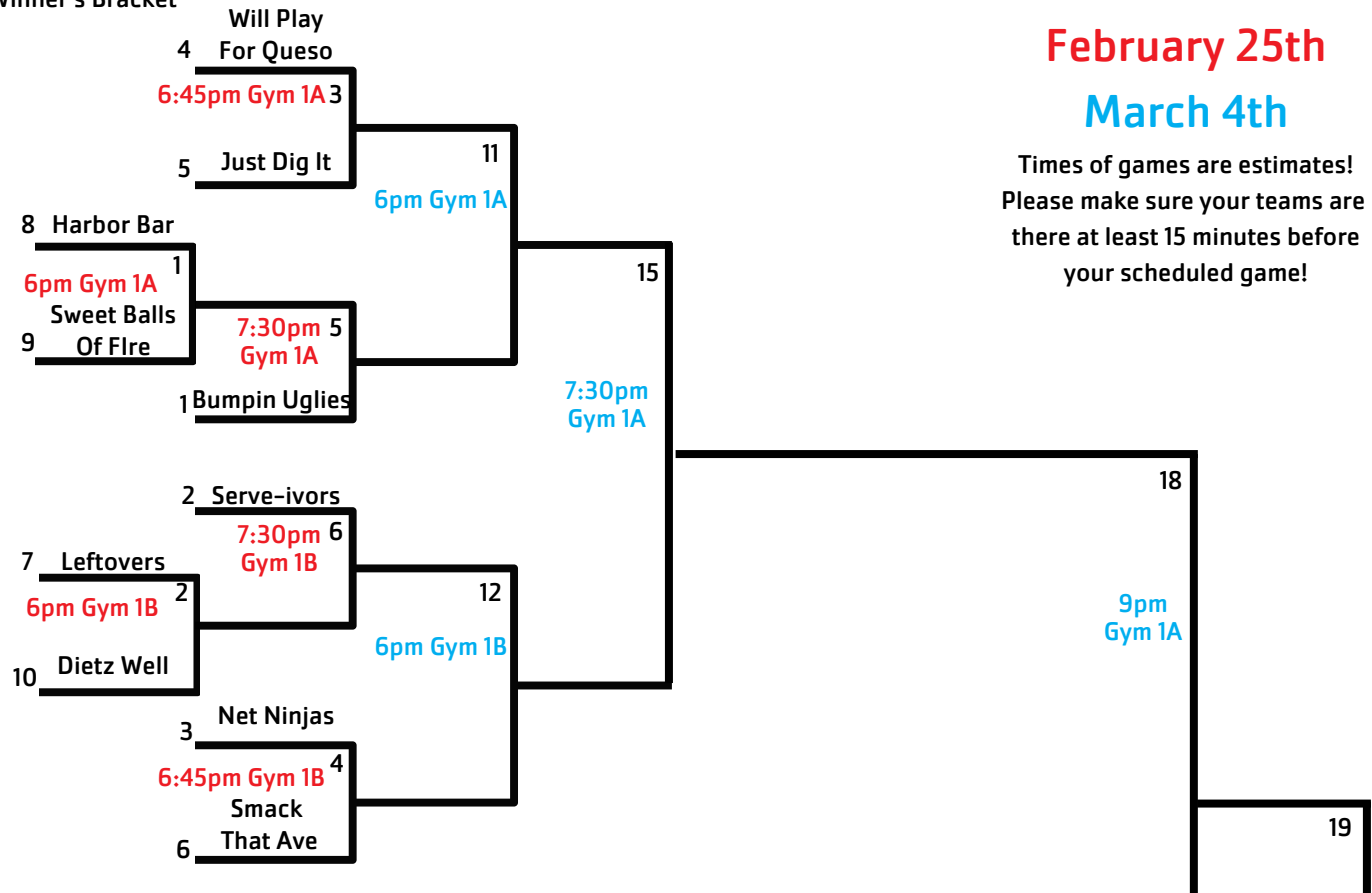 Winner's Bracket
Will Play
For Queso
4
6:45pm Gym 1A 3
5 Just Dig It
11
6pm Gym 1A
8 Harbor Bar
1
6pm Gym 1A
Sweet Balls
Of FIre
9
7:30pm 5
Gym 1A
1 Bumpin Uglies
15
7:30pm
Gym 1A
2 Serve-ivors
7:30pm 6
Gym 1B
7 Leftovers
2
6pm Gym 1B
10 Dietz Well
12
6pm Gym 1B
Net Ninjas
3
6:45pm Gym 1B 4
Smack
That Ave
6
18
9pm
Gym 1A
19
February 25th
March 4th
Times of games are estimates!
Please make sure your teams are
there at least 15 minutes before
your scheduled game!